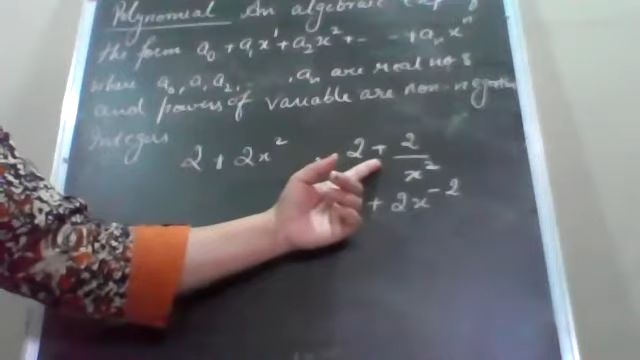 Polynomial An algebraic exp of
the form a₀ + a₁x¹ + a₂x² + - - + aₙxⁿ
where a₀, a₁ a₂, . . , aₙ are real no s
and powers of variable are non-negative
integers
2 + 2x² 2 + 2/x²
+ 2x⁻²